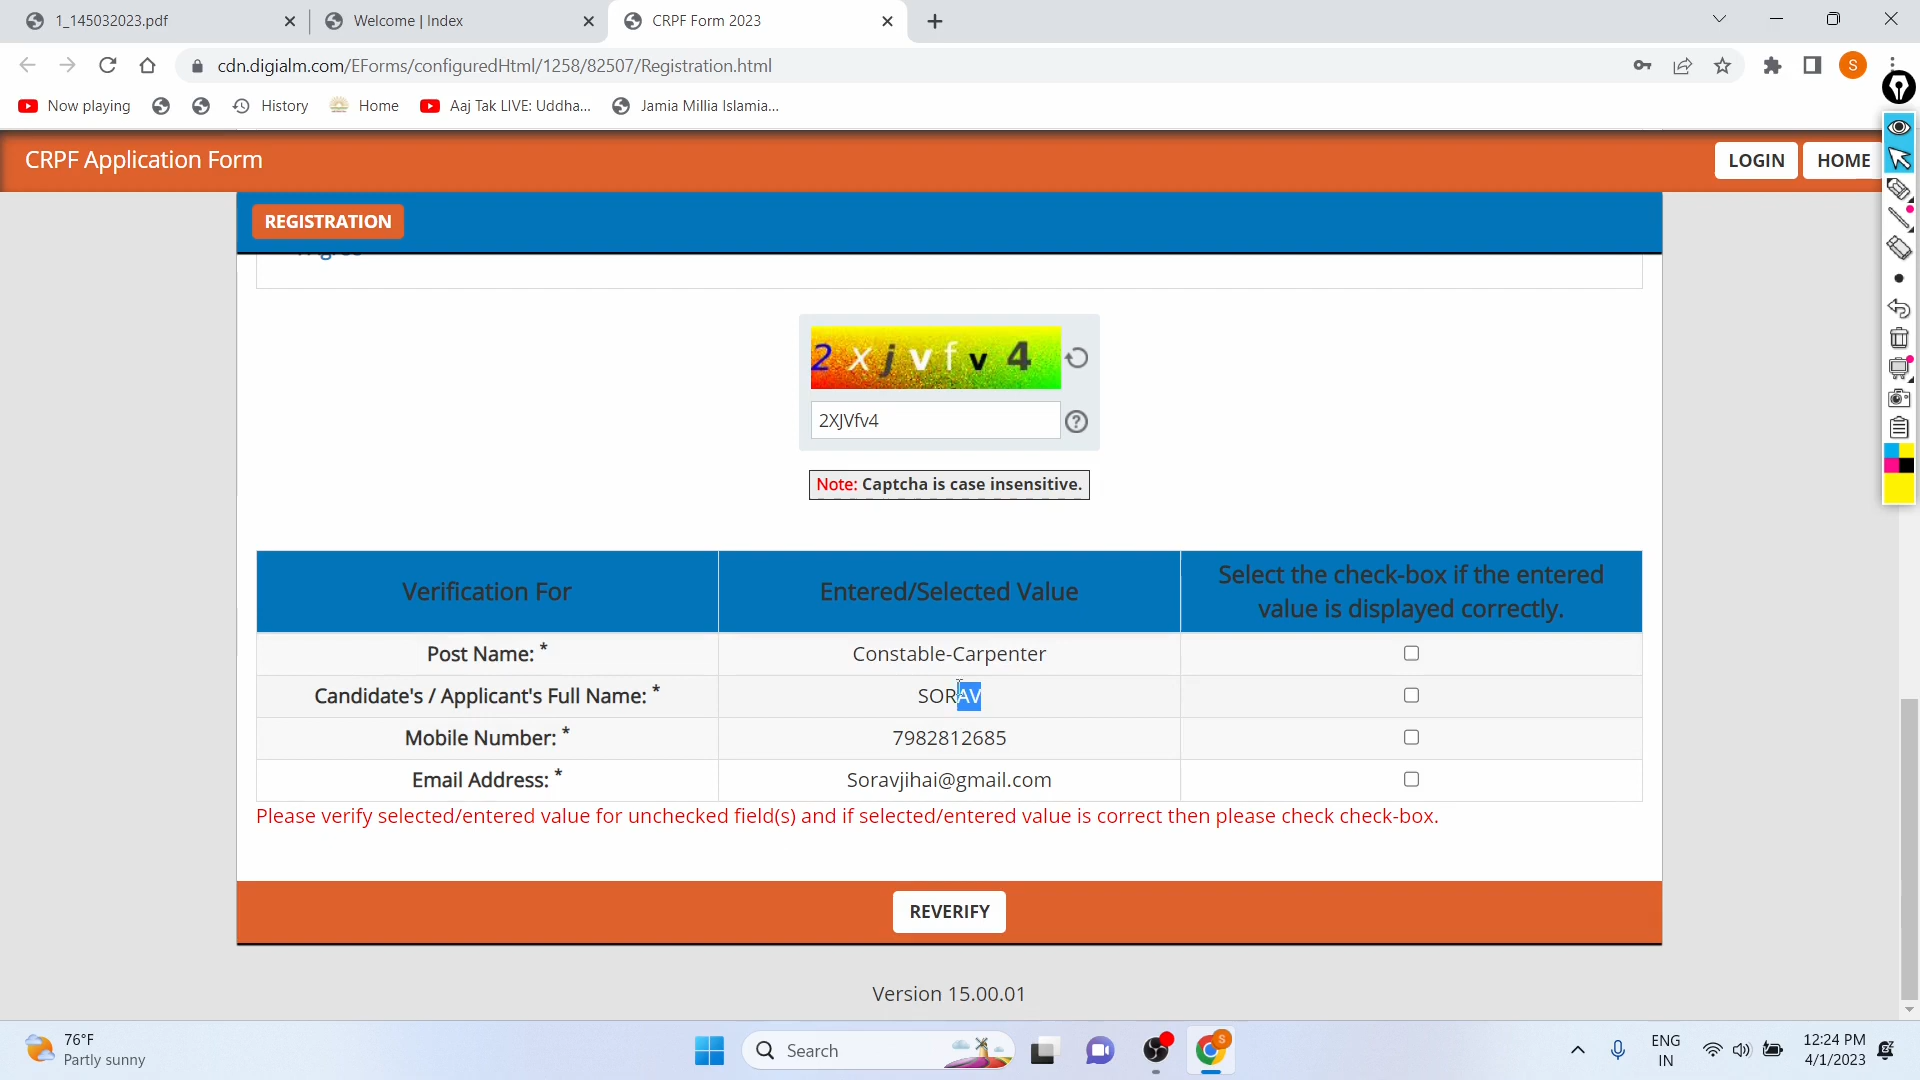 1_145032023.pdf
Welcome | Index
CRPF Form 2023
cdn.digialm.com/EForms/configuredHtml/1258/82507/Registration.html
S
Now playing
History
Home
Aaj Tak LIVE: Uddha...
Jamia Millia Islamia...
CRPF Application Form
LOGIN
HOME
REGISTRATION
2 x j v f v 4
2XJVfv4
Note: Captcha is case insensitive.
Verification For
Entered/Selected Value
Select the check-box if the entered
value is displayed correctly.
Post Name: *
Constable-Carpenter
Candidate's / Applicant's Full Name: *
SORAV
Mobile Number: *
7982812685
Email Address: *
Soravjihai@gmail.com
Please verify selected/entered value for unchecked field(s) and if selected/entered value is correct then please check check-box.
REVERIFY
Version 15.00.01
76°F
Partly sunny
Search
S
ENG
IN
12:24 PM
4/1/2023